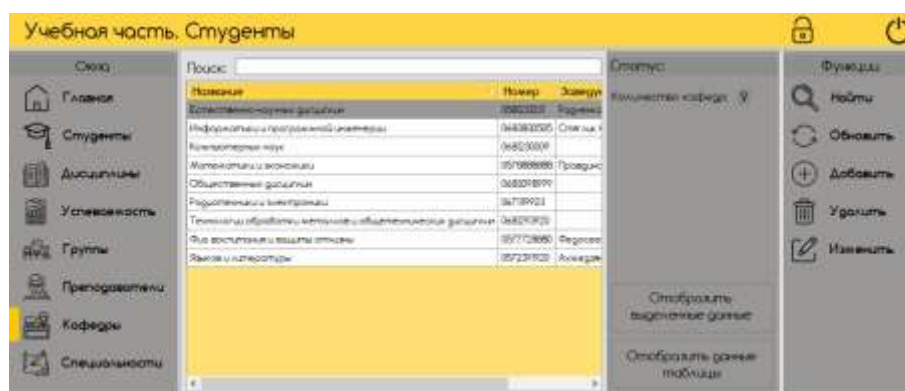 Учебная часть. Студенты
Окна
Главная
Студенты
Дисциплины
Успеваемость
Группы
Преподаватели
Кафедры
Специальности
Поиск:
Название Номер Заведую
Естественно-научных дисциплин
Информатики и программной инженерии
Компьютерных наук
Математики и экономики
Общественных дисциплин
Радиотехники и электроники
Технологии обработки металлов и общетехнических дисциплин
Физ воспитания и защиты отчизны
Языков и литературы
Статус:
Количество кафедр: 9
Отобразить
выделенные данные
Отобразить данные
таблицы
Функции
Найти
Обновить
Добавить
Удалить
Изменить